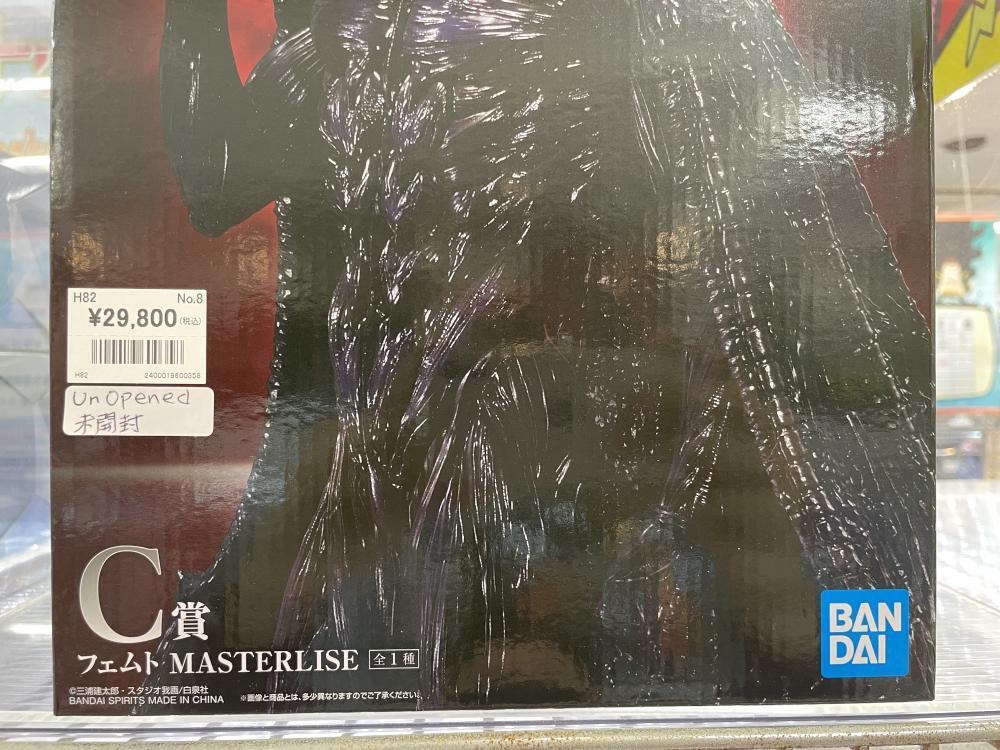 H82 No.8
¥29,800(税込)
H82 2400019600358
UnOpened
未開封
C賞
フェムト MASTERLISE 全1種
©三浦建太郎・スタジオ我画/白泉社
BANDAI SPIRITS MADE IN CHINA ※画像と商品とは、多少異なりますのでご了承ください。
BAN
DAI